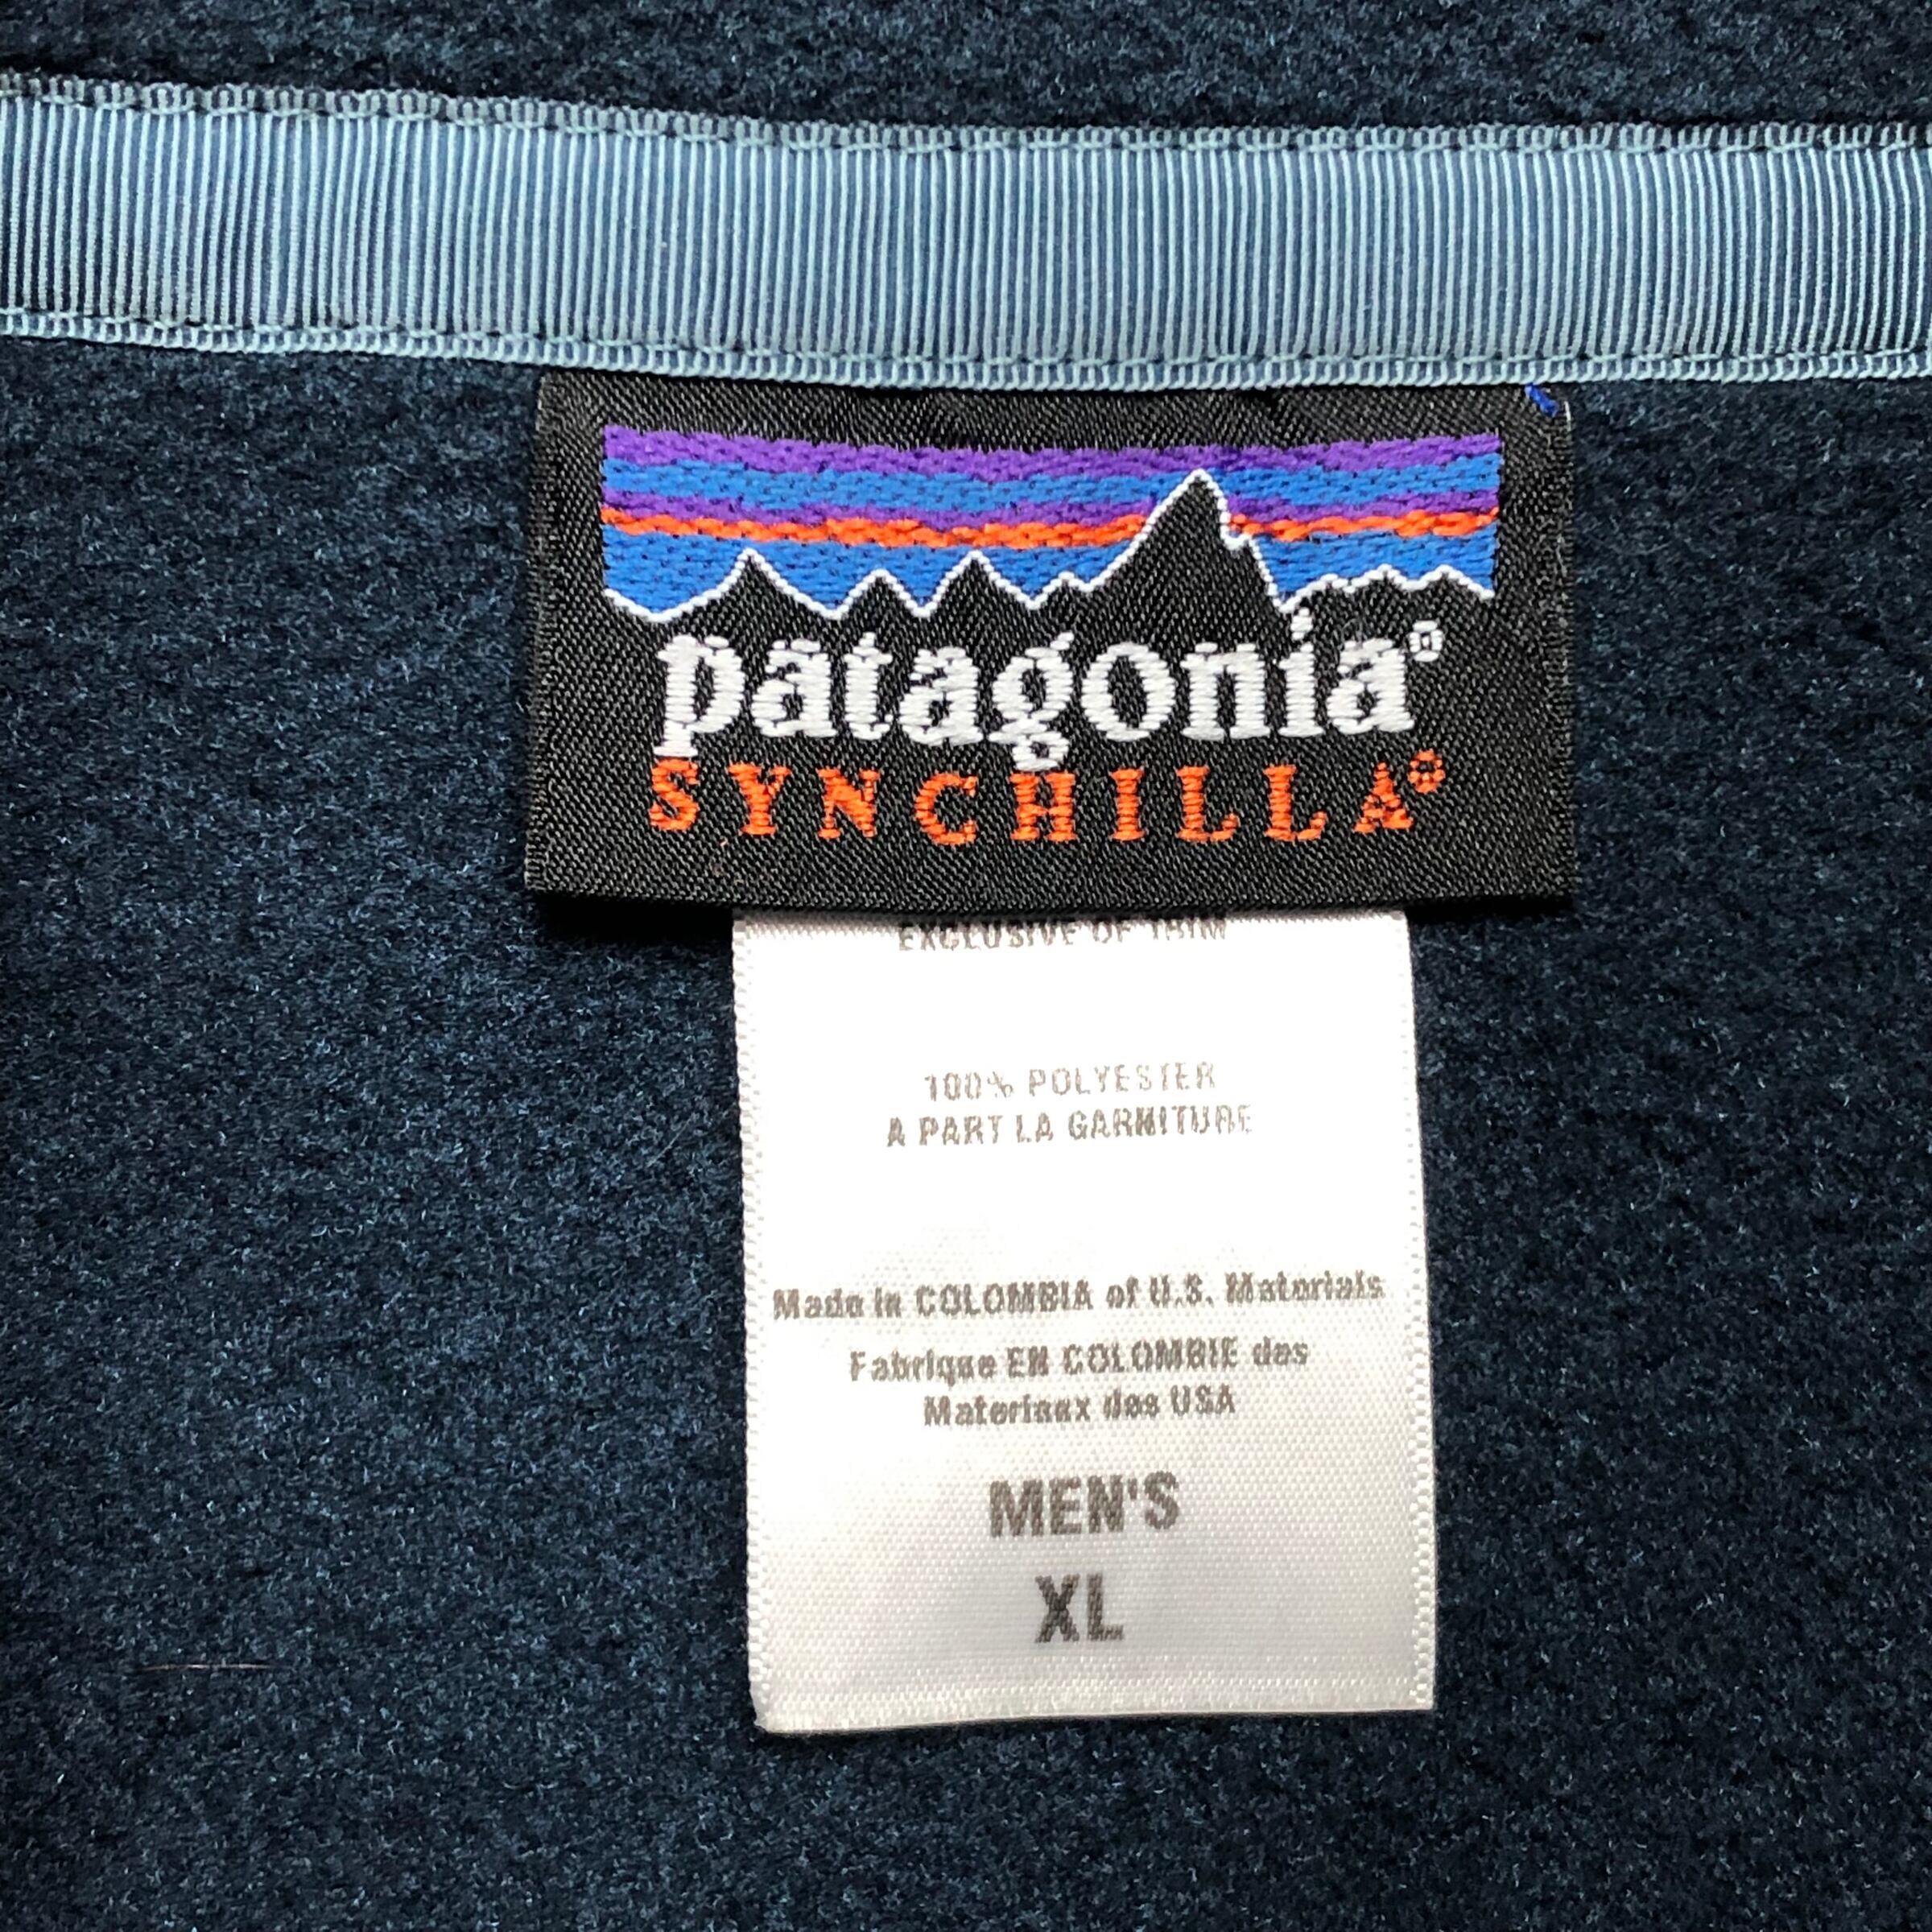 patagonia®
SYNCHILLA®
EXCLUSIVE OF TRIM
100% POLYESTER
A PART LA GARNITURE
Made in COLOMBIA of U.S. Materials
Fabrique EN COLOMBIE des
Materiaux des USA
MEN'S
XL